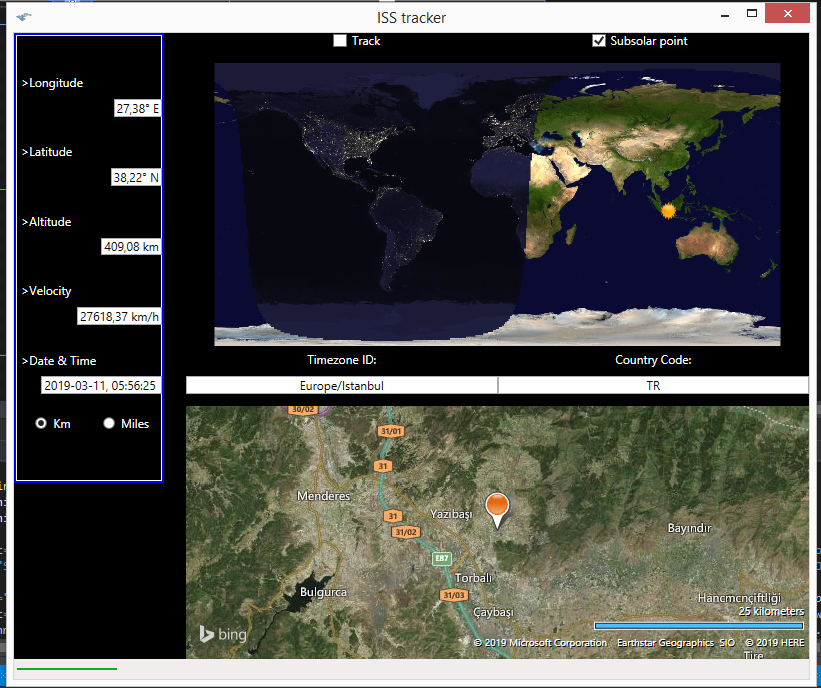 ISS tracker
Track
Subsolar point
>Longitude
27,38° E
>Latitude
38,22° N
>Altitude
409,08 km
>Velocity
27618,37 km/h
>Date & Time
2019-03-11, 05:56:25
Km
Miles
Timezone ID:
Country Code:
Europe/Istanbul
TR
30/02
31/01
31
Menderes
31
Yazıbaşı
31/02
Bayındır
E87
Torbalı
Bulgurca
31/03
Çaybaşı
25 kilometers
bing
© 2019 Microsoft Corporation
Earthstar Geographics SIO
© 2019 HERE
Tire